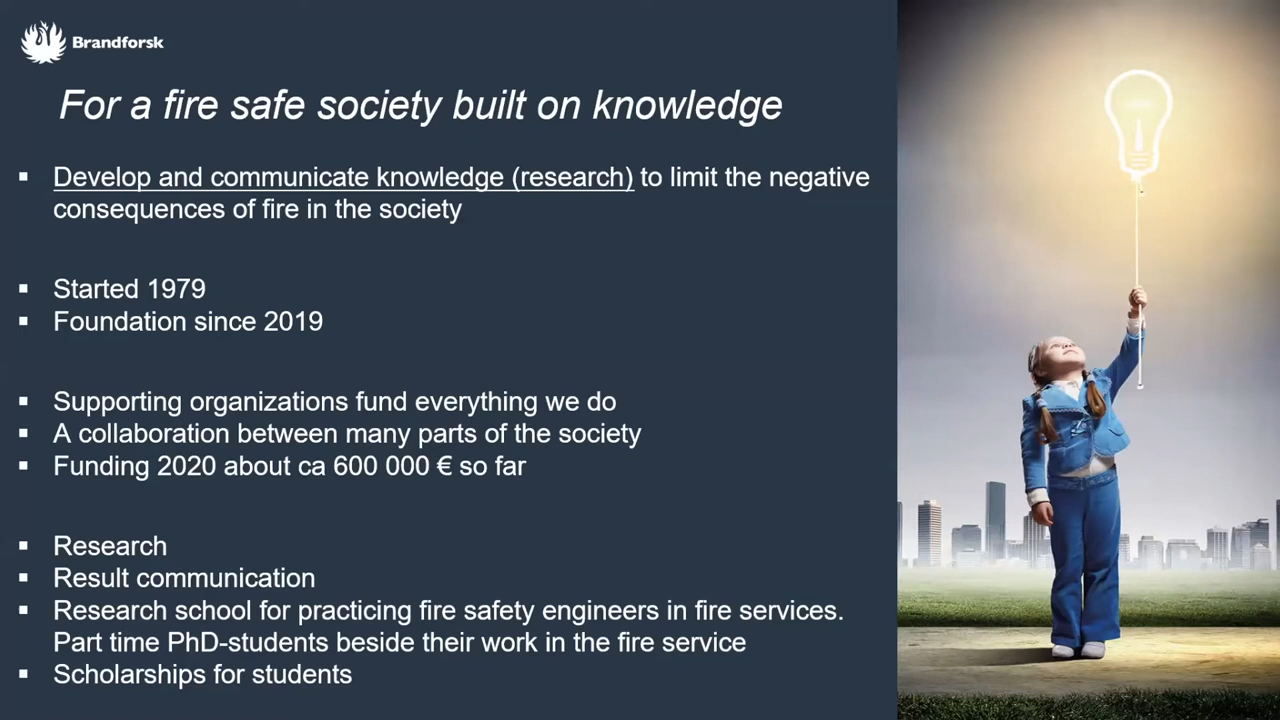 Brandforsk
For a fire safe society built on knowledge
▪ Develop and communicate knowledge (research) to limit the negative
consequences of fire in the society
▪ Started 1979
▪ Foundation since 2019
▪ Supporting organizations fund everything we do
▪ A collaboration between many parts of the society
▪ Funding 2020 about ca 600 000 € so far
▪ Research
▪ Result communication
▪ Research school for practicing fire safety engineers in fire services.
Part time PhD-students beside their work in the fire service
▪ Scholarships for students